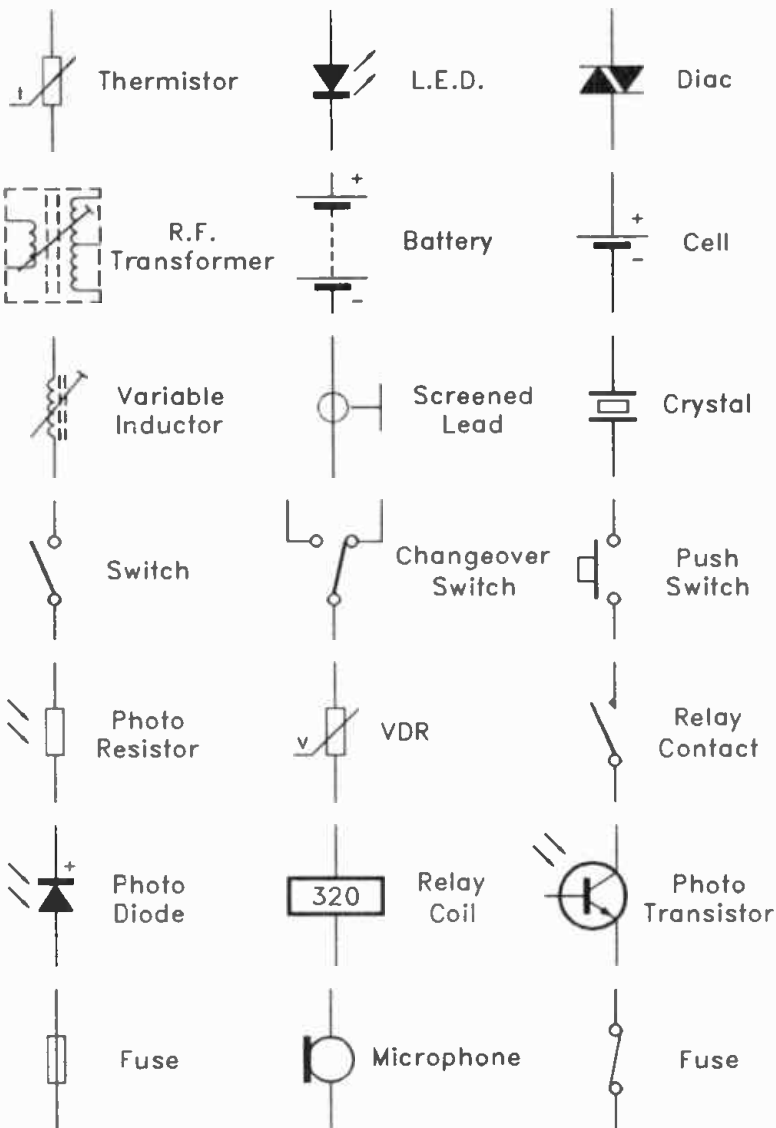 t
Thermistor
L.E.D.
Diac
R.F.
Transformer
+
Battery
-
+
Cell
-
Variable
Inductor
Screened
Lead
Crystal
Switch
Changeover
Switch
Push
Switch
Photo
Resistor
v
VDR
Relay
Contact
+
Photo
Diode
320
Relay
Coil
Photo
Transistor
Fuse
Microphone
Fuse